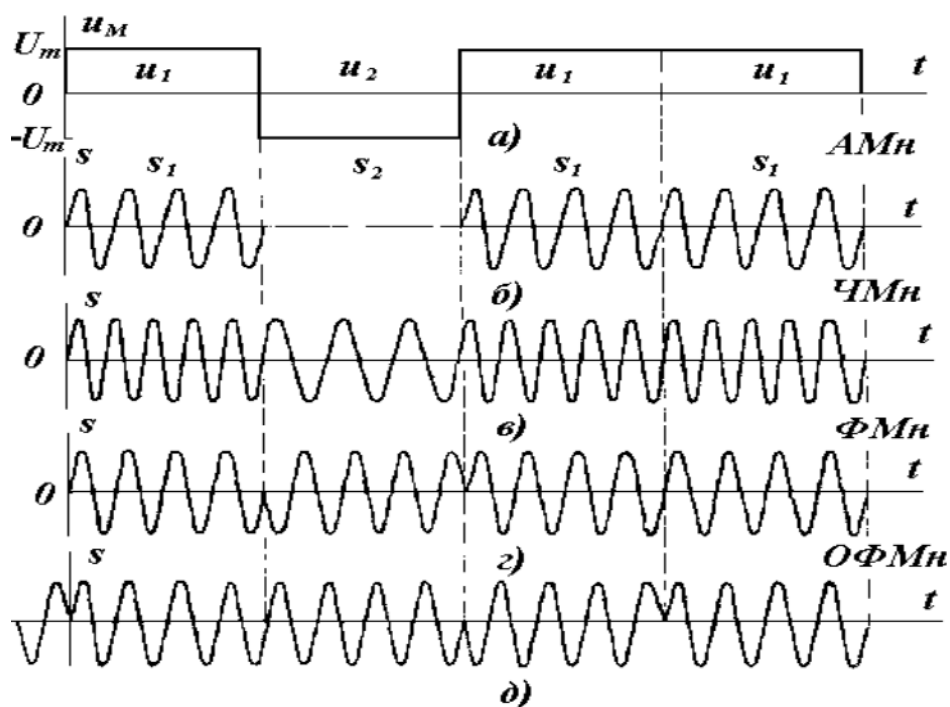 u_M
U_m
u_1 u_2 u_1 u_1 t
0
-U_m а) АМн
s s_1 s_2 s_1 s_1
0 t
б) ЧМн
s
0 t
в) ФМн
s
0 t
г) ОФМн
s
t
д)